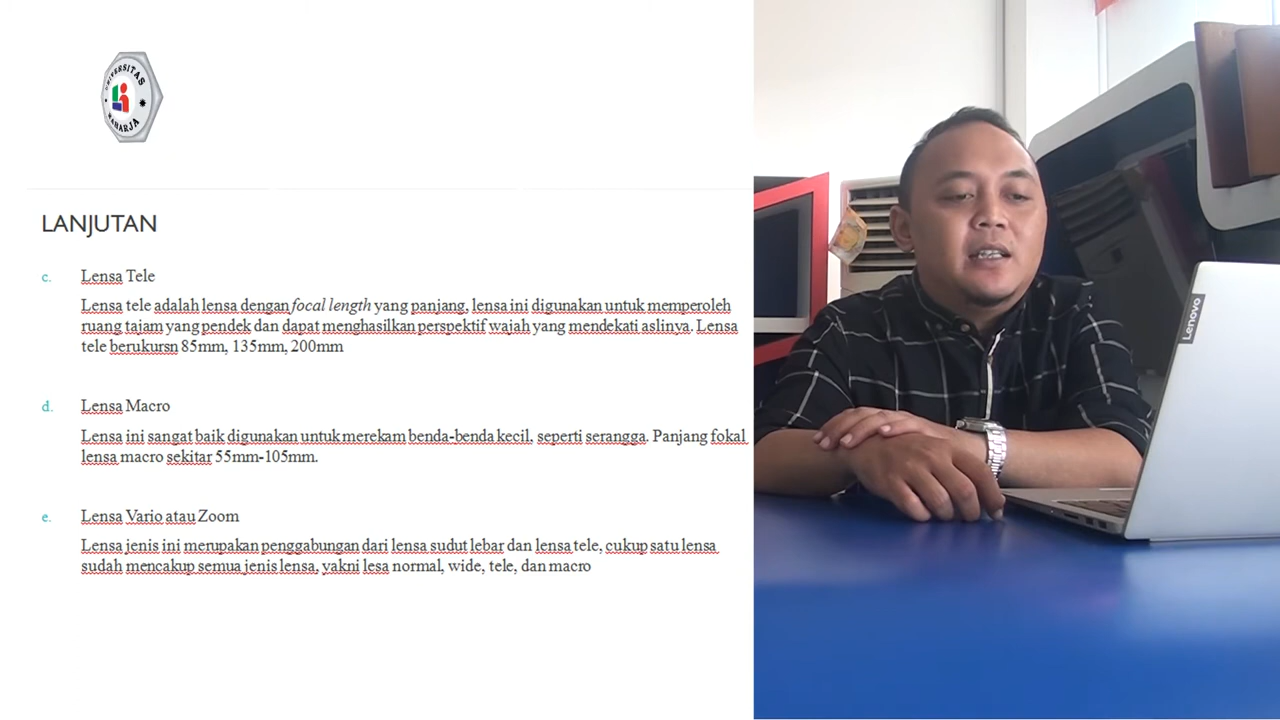 UNIVERSITAS
RAHARJA
LANJUTAN
c. Lensa Tele
Lensa tele adalah lensa dengan focal length yang panjang, lensa ini digunakan untuk memperoleh
ruang tajam yang pendek dan dapat menghasilkan perspektif wajah yang mendekati aslinya. Lensa
tele berukursn 85mm, 135mm, 200mm
d. Lensa Macro
Lensa ini sangat baik digunakan untuk merekam benda-benda kecil, seperti serangga. Panjang fokal
lensa macro sekitar 55mm-105mm.
e. Lensa Vario atau Zoom
Lensa jenis ini merupakan penggabungan dari lensa sudut lebar dan lensa tele, cukup satu lensa
sudah mencakup semua jenis lensa, yakni lesa normal, wide, tele, dan macro
Lenovo